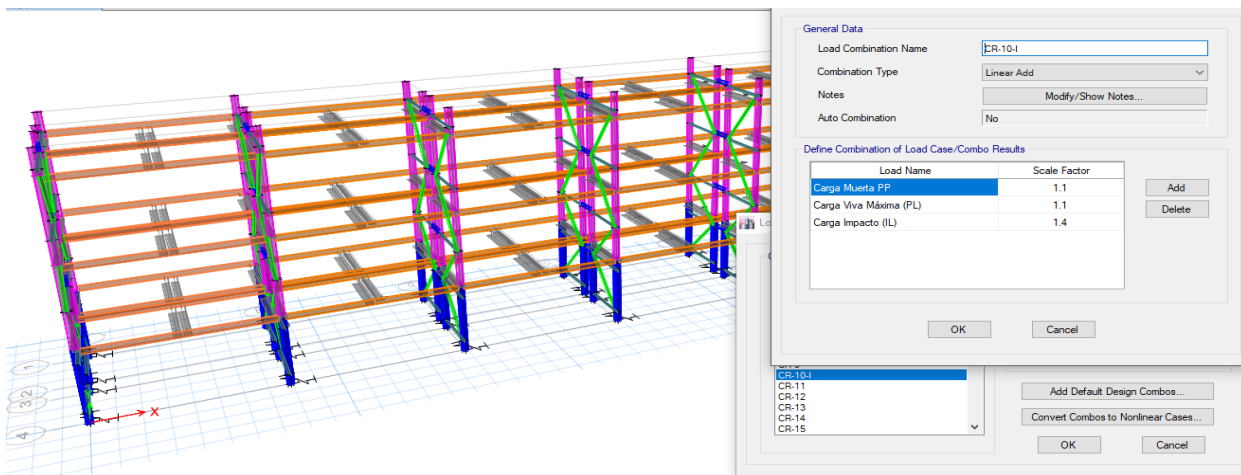 General Data
Load Combination Name CR-10-I
Combination Type Linear Add
Notes Modify/Show Notes...
Auto Combination No
Define Combination of Load Case/Combo Results
Load Name Scale Factor
Carga Muerta PP 1.1 Add
Carga Viva Máxima (PL) 1.1 Delete
Carga Impacto (IL) 1.4
OK Cancel
CR-10-I
CR-11
CR-12
CR-13
CR-14
CR-15
Add Default Design Combos...
Convert Combos to Nonlinear Cases...
OK Cancel
X
1
3.2
4